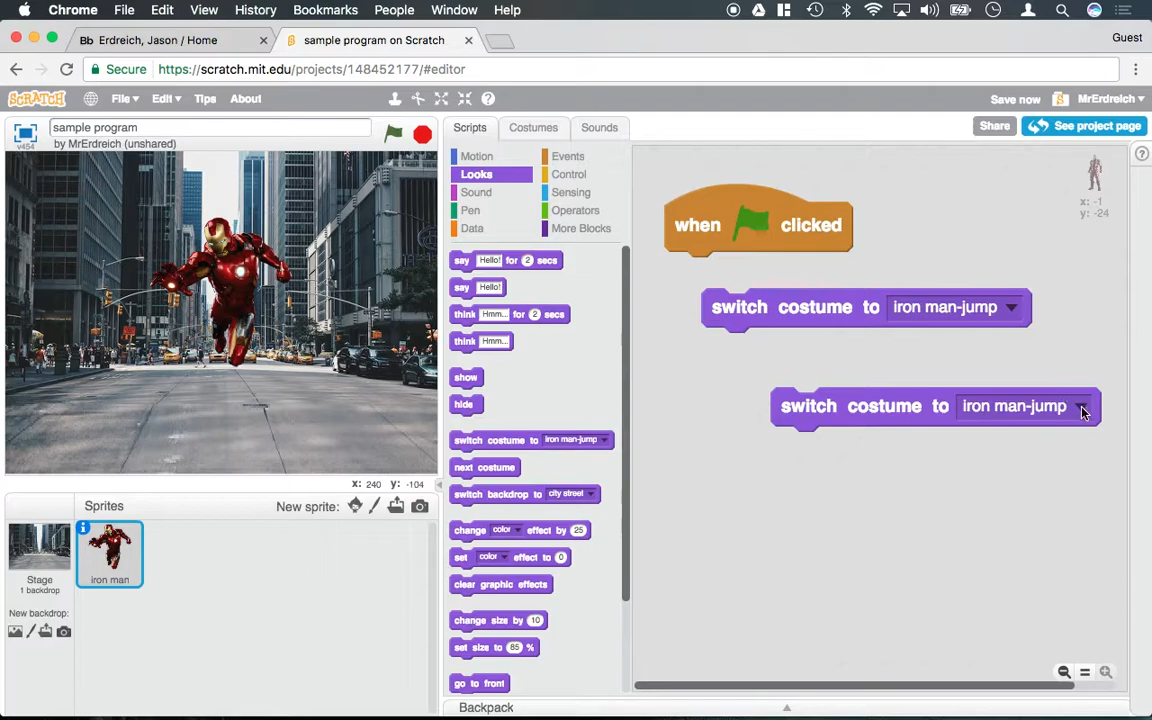 Chrome File Edit View History Bookmarks People Window Help
Bb Erdreich, Jason / Home
sample program on Scratch
Guest
Secure https://scratch.mit.edu/projects/148452177/#editor
SCRATCH File Edit Tips About
Save now MrErdreich
sample program
by MrErdreich (unshared)
v454
Scripts Costumes Sounds
Share See project page
Motion Events
Looks Control
Sound Sensing
Pen Operators
Data More Blocks
say Hello! for 2 secs
say Hello!
think Hmm... for 2 secs
think Hmm...
show
hide
switch costume to iron man-jump
next costume
switch backdrop to city street
change color effect by 25
set color effect to 0
clear graphic effects
change size by 10
set size to 85 %
go to front
when clicked
switch costume to iron man-jump
switch costume to iron man-jump
x: -1
y: -24
x: 240 y: -104
Sprites New sprite:
Stage
1 backdrop
New backdrop:
iron man
Backpack